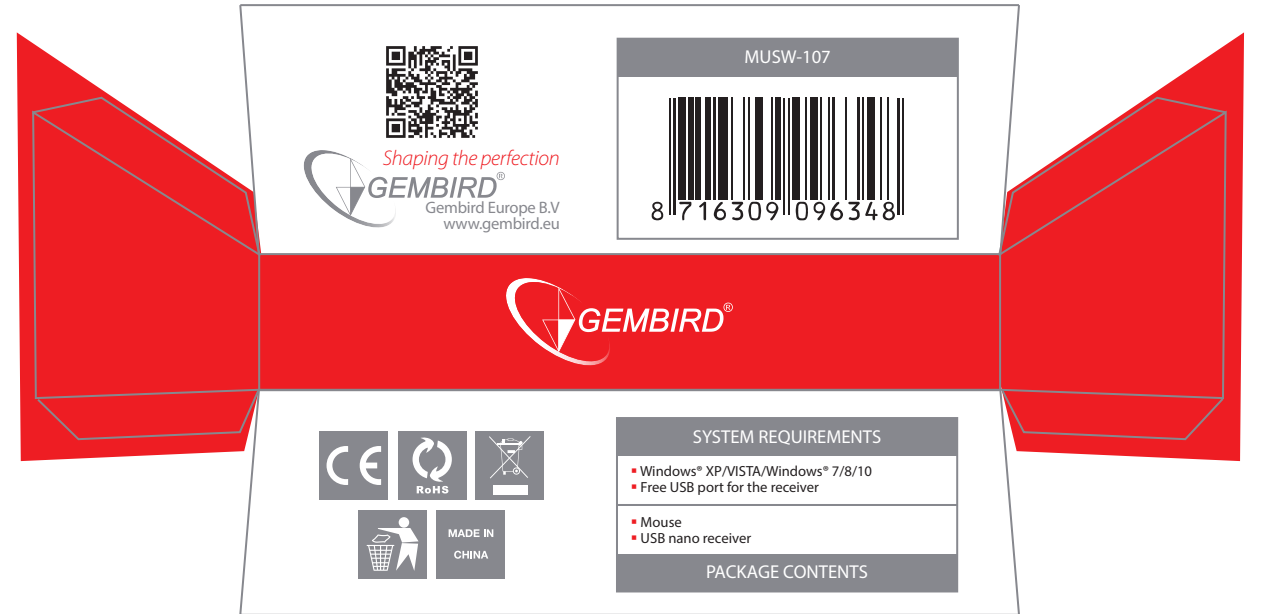 Shaping the perfection
GEMBIRD®
Gembird Europe B.V
www.gembird.eu
MUSW-107
8 716309 096348
GEMBIRD®
CE
RoHS
MADE IN
CHINA
SYSTEM REQUIREMENTS
▪ Windows® XP/VISTA/Windows® 7/8/10
▪ Free USB port for the receiver
▪ Mouse
▪ USB nano receiver
PACKAGE CONTENTS